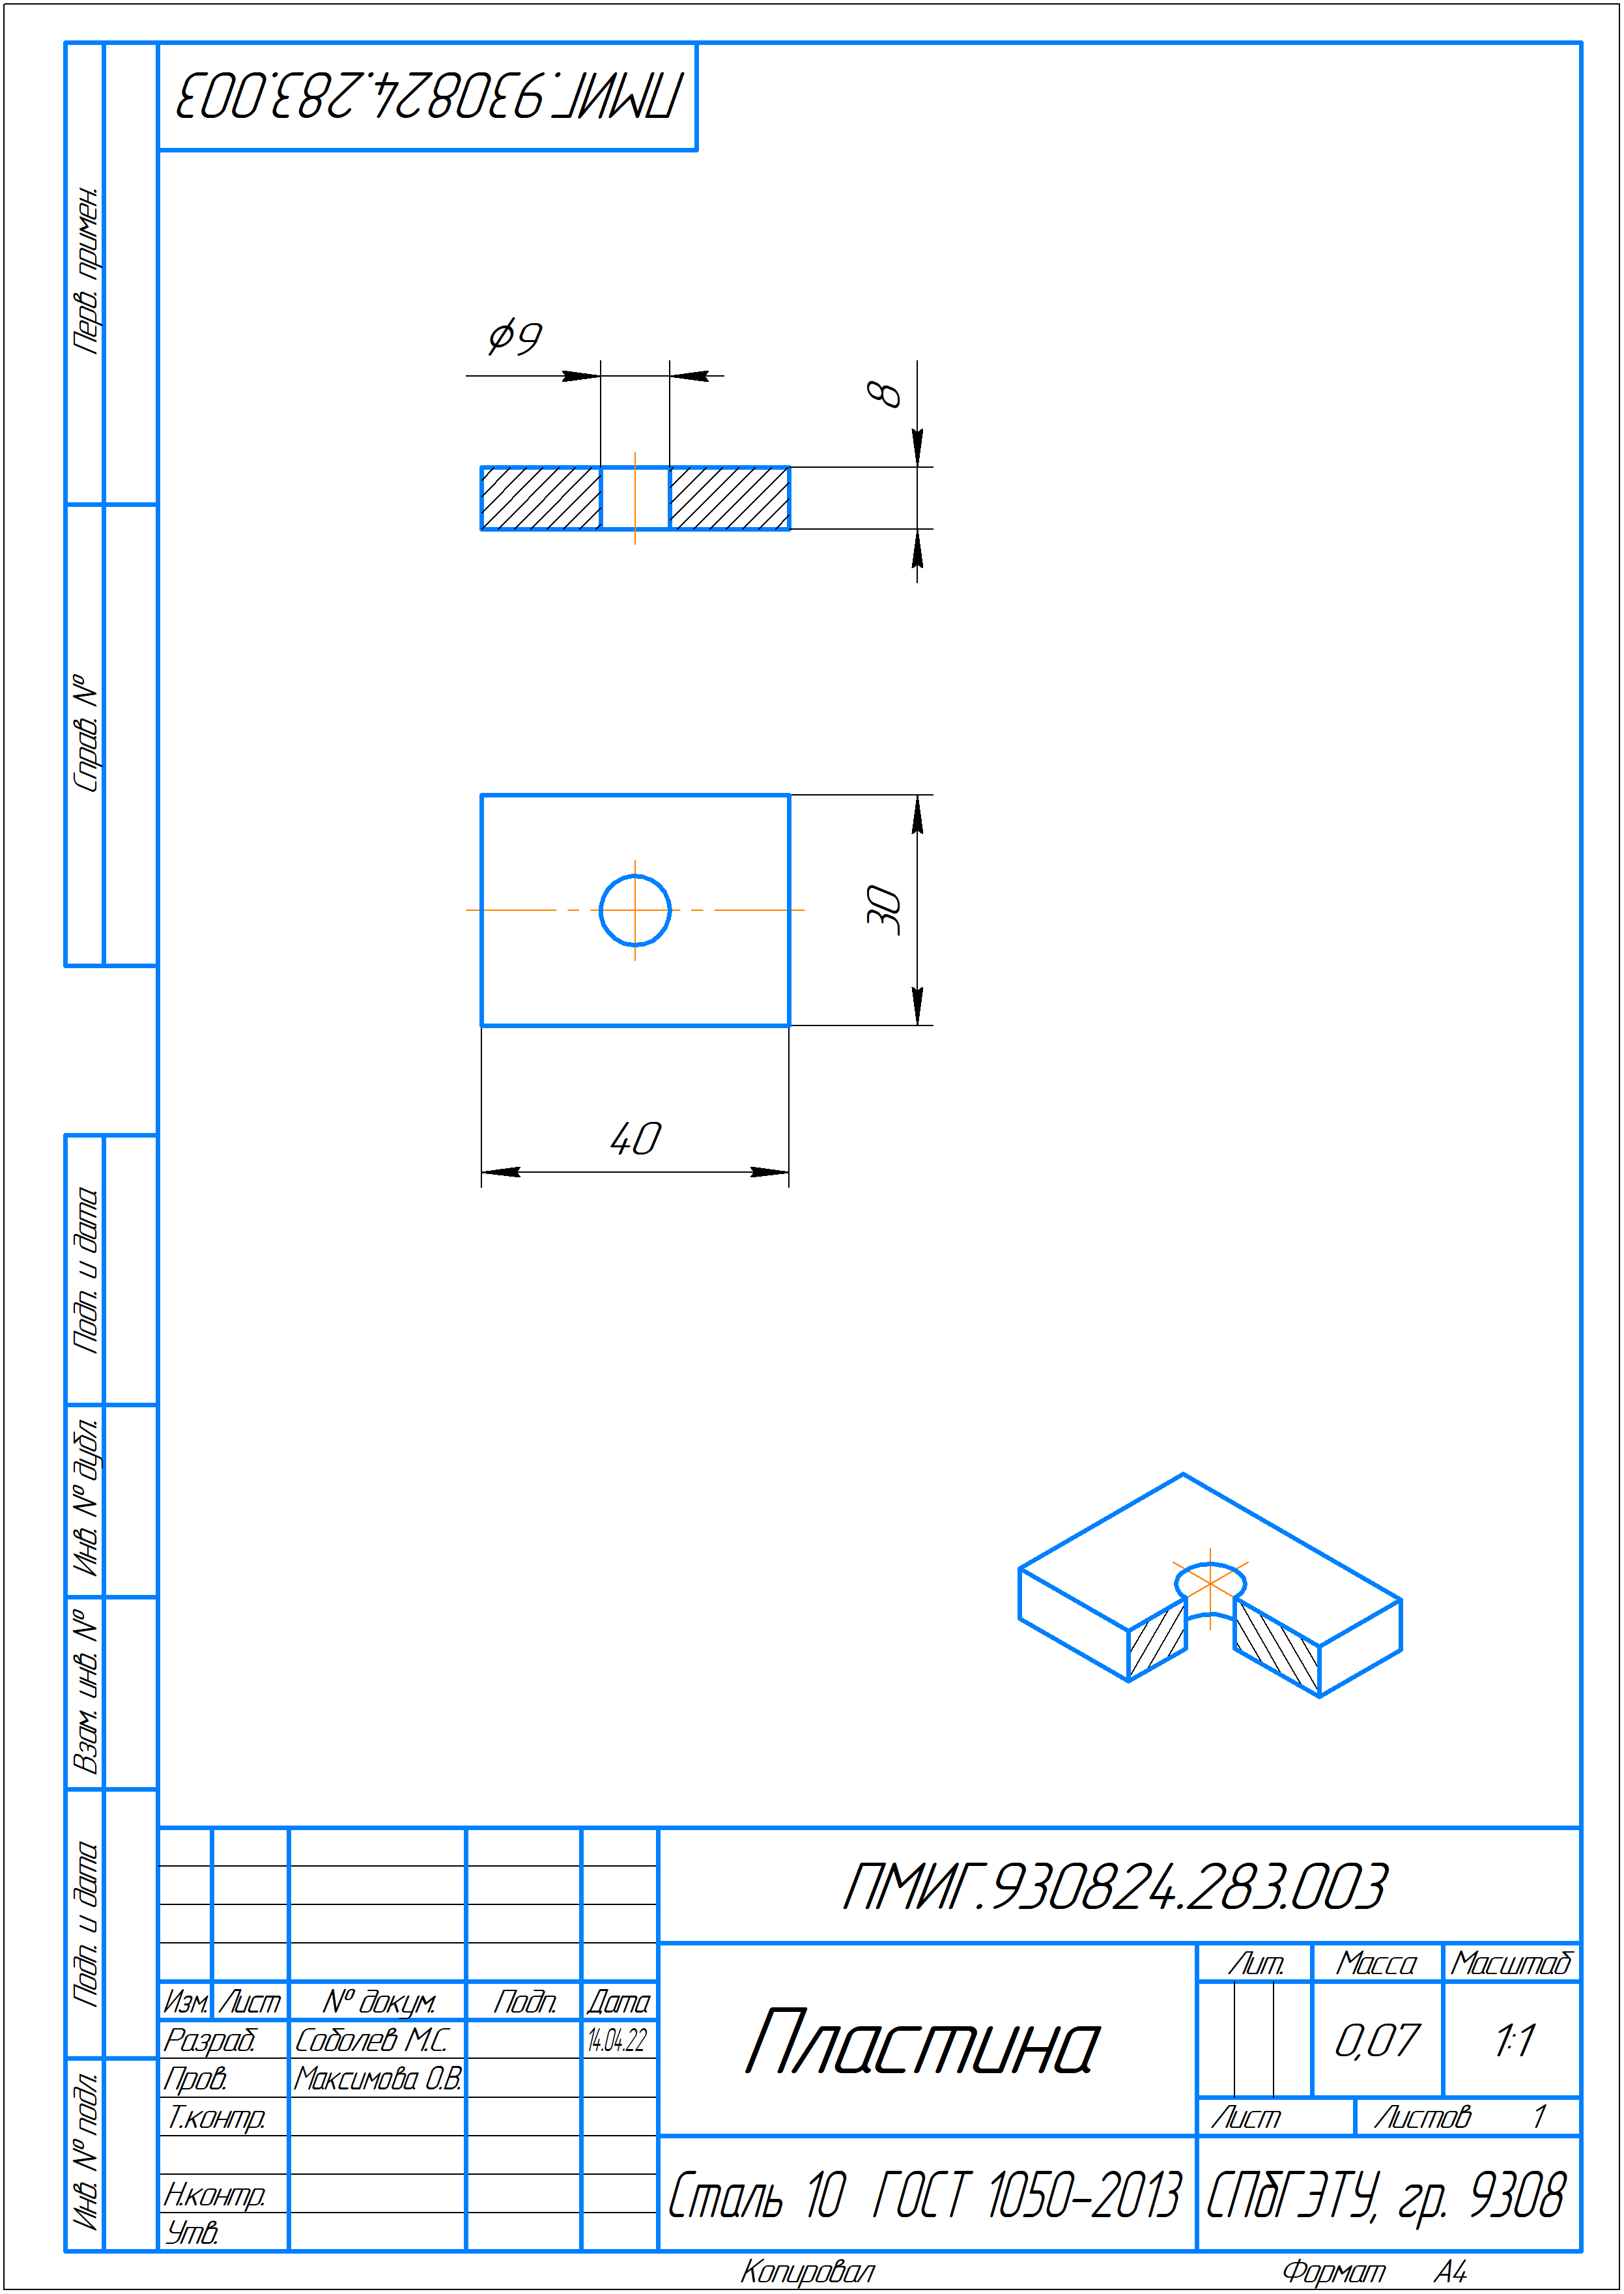 ПМИГ.930824.283.003
Перв. примен.
Справ. №
Подп. и дата
Инв. № дубл.
Взам. инв. №
Подп. и дата
Инв. № подл.
⌀9
8
30
40
ПМИГ.930824.283.003
Лит. Масса Масштаб
Изм. Лист № докум. Подп. Дата
Разраб. Соболев М.С. 14.04.22
Пров. Максимова О.В.
Т.контр.
Н.контр.
Утв.
Пластина
0,07 1:1
Лист Листов 1
Сталь 10 ГОСТ 1050-2013
СПбГЭТУ, гр. 9308
Копировал Формат А4